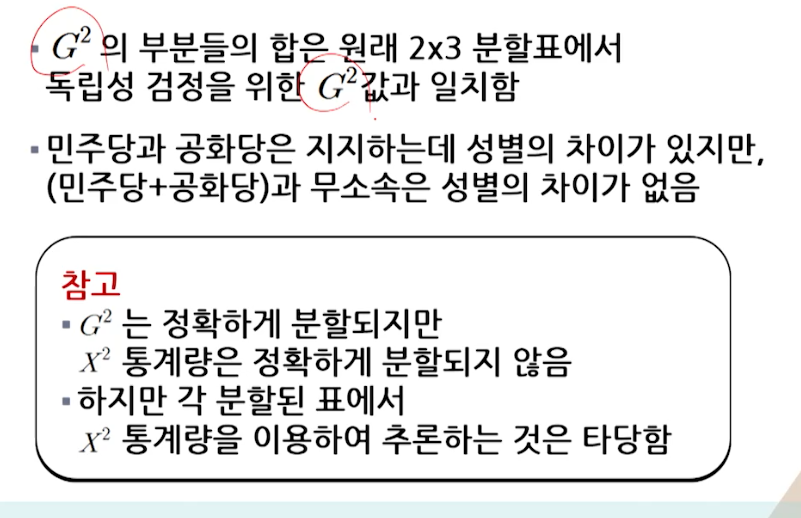 ▪ G² 의 부분들의 합은 원래 2x3 분할표에서
독립성 검정을 위한 G²값과 일치함
▪ 민주당과 공화당은 지지하는데 성별의 차이가 있지만,
(민주당+공화당)과 무소속은 성별의 차이가 없음
참고
▪ G² 는 정확하게 분할되지만
X² 통계량은 정확하게 분할되지 않음
▪ 하지만 각 분할된 표에서
X² 통계량을 이용하여 추론하는 것은 타당함